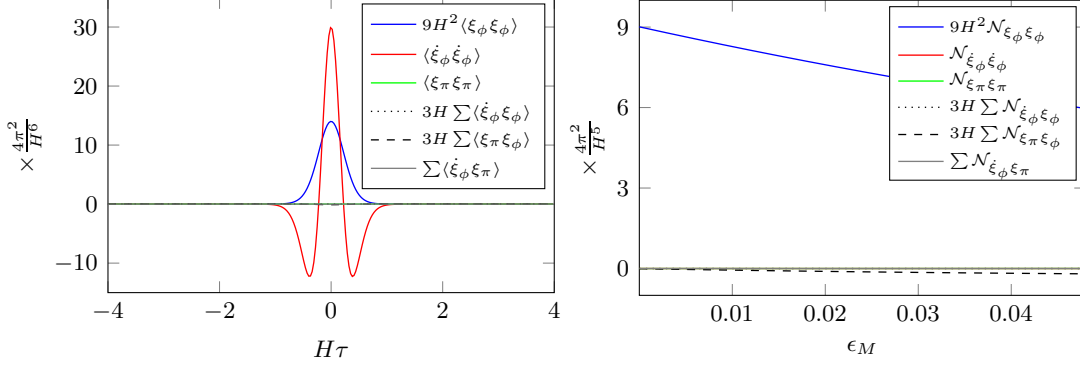 × 4π²/H⁶
30
20
10
0
−10
−4
−2
0
2
4
Hτ
9H²⟨ξ_ϕ ξ_ϕ⟩
⟨ξ̇_ϕ ξ̇_ϕ⟩
⟨ξ_π ξ_π⟩
3H ∑⟨ξ̇_ϕ ξ_ϕ⟩
3H ∑⟨ξ_π ξ_ϕ⟩
∑⟨ξ̇_ϕ ξ_π⟩
× 4π²/H⁵
9
6
3
0
0.01
0.02
0.03
0.04
ϵ_M
9H²𝒩_{ξ_ϕ ξ_ϕ}
𝒩_{ξ̇_ϕ ξ̇_ϕ}
𝒩_{ξ_π ξ_π}
3H ∑ 𝒩_{ξ̇_ϕ ξ_ϕ}
3H ∑ 𝒩_{ξ_π ξ_ϕ}
∑ 𝒩_{ξ̇_ϕ ξ_π}